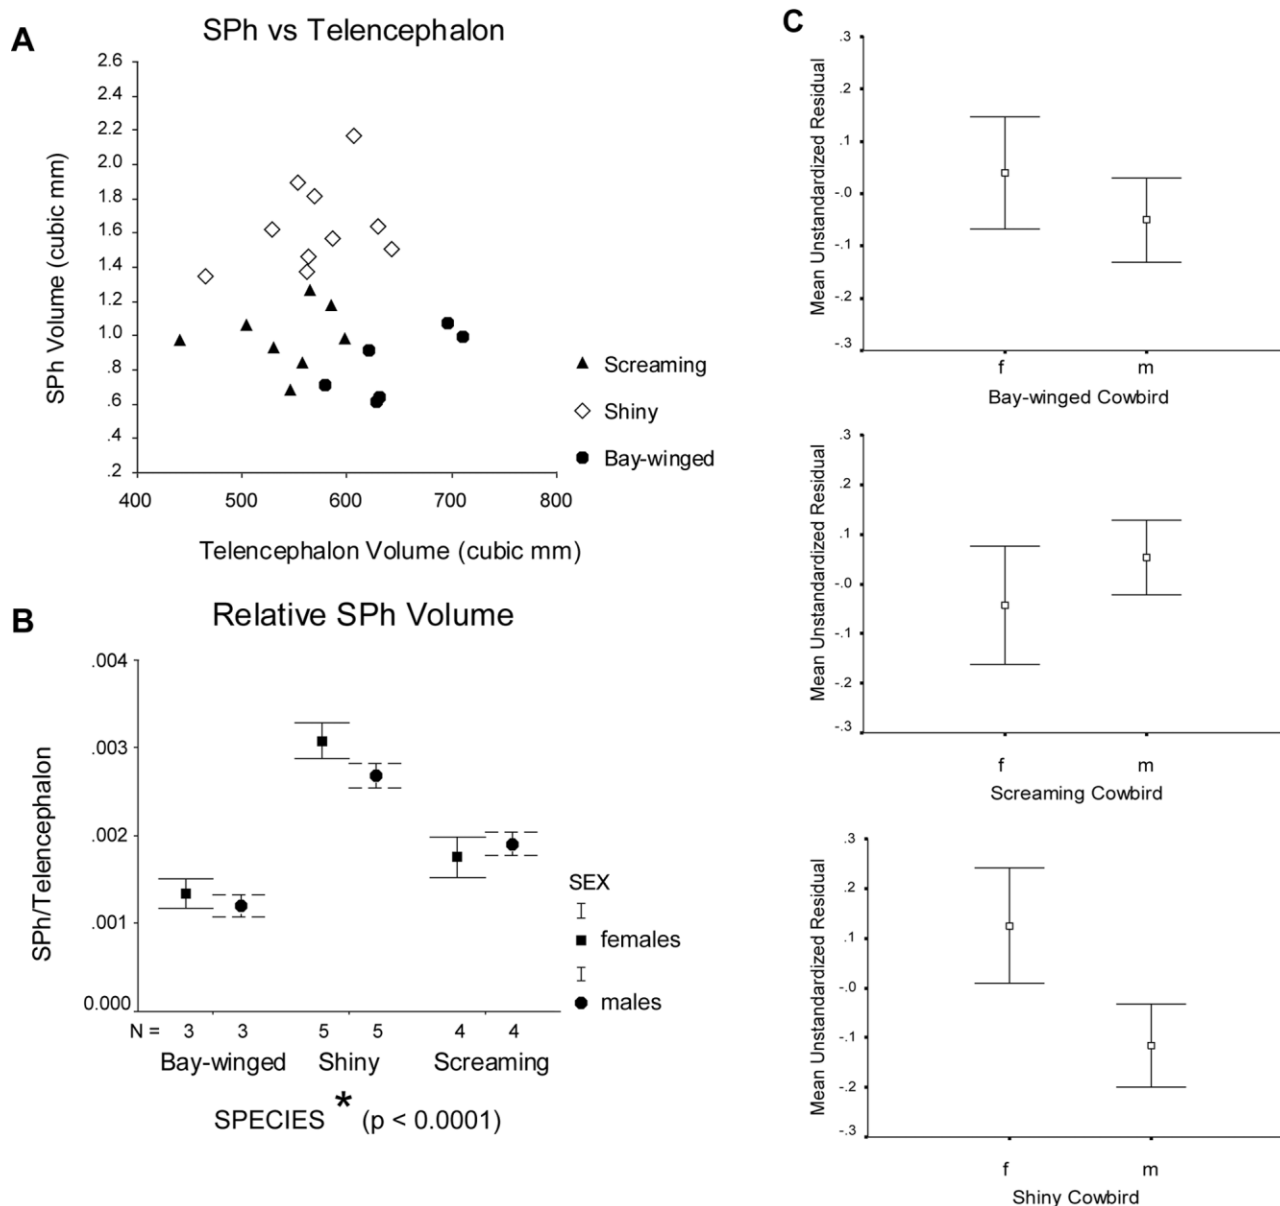 A
SPh vs Telencephalon
SPh Volume (cubic mm)
2.6
2.4
2.2
2.0
1.8
1.6
1.4
1.2
1.0
.8
.6
.4
.2
400 500 600 700 800
Telencephalon Volume (cubic mm)
Screaming
Shiny
Bay-winged
B
Relative SPh Volume
SPh/Telencephalon
.004
.003
.002
.001
0.000
N = 3 3 5 5 4 4
Bay-winged Shiny Screaming
SPECIES * (p < 0.0001)
SEX
females
males
C
Mean Unstandardized Residual
.3
.2
.1
-.0
-.1
-.2
-.3
f m
Bay-winged Cowbird
Mean Unstandardized Residual
.3
.2
.1
-.0
-.1
-.2
-.3
f m
Screaming Cowbird
Mean Unstandardized Residual
.3
.2
.1
-.0
-.1
-.2
-.3
f m
Shiny Cowbird